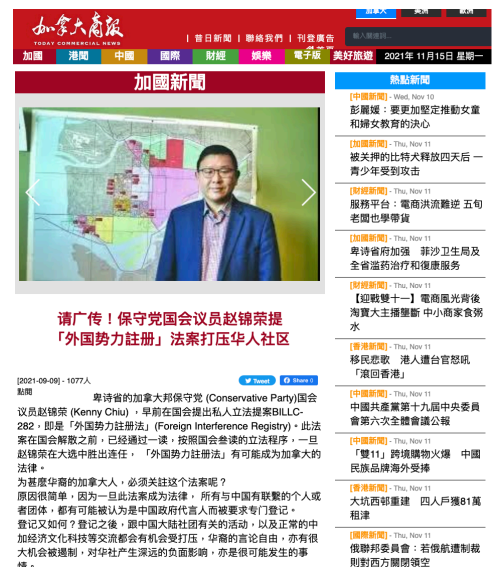 加拿大商报
TODAY COMMERCIAL NEWS
| 昔日新聞 | 聯絡我們 | 刊登廣告
加拿大
美洲
歐洲
加國 港聞 中國 國際 財經 娛樂 電子版 美好旅遊 2021年 11月15日 星期一
加國新聞
请广传！保守党国会议员赵锦荣提
「外国势力註册」法案打压华人社区
[2021-09-09] - 1077人
點閱
Tweet
Share 0
卑诗省的加拿大邦保守党 (Conservative Party)国会
议员赵锦荣 (Kenny Chiu) ，早前在国会提出私人立法提案BILLC-
282，即是「外国势力註册」(Foreign Interference Registry)。此法
案在国会解散之前，已经通过一读，按照国会叁读的立法程序，一旦
赵锦荣在大选中胜出连任， 「外国势力註册法」有可能成为加拿大的
法律。
为甚麼华裔的加拿大人，必须关註这个法案呢？
原因很简单，因为一旦此法案成为法律， 所有与中国有联繫的个人或
者团体，都有可能被认为是中国政府代言人而被要求专门登记。
登记又如何？登记之後，跟中国大陆社团有关的活动，以及正常的中
加经济文化科技等交流都会有机会受打压，华裔的言论自由，亦有很
大机会被遏制，对华社产生深远的负面影响，亦是很可能发生的事
情。
熱點新聞
[中國新聞] - Wed, Nov 10
彭麗媛：要更加堅定推動女童
和婦女教育的決心
[加國新聞] - Thu, Nov 11
被关押的比特犬释放四天后 一
青少年受到攻击
[財經新聞] - Thu, Nov 11
服務平台：電商洪流難逆 五旬
老闆也學帶貨
[加國新聞] - Thu, Nov 11
卑诗省府加强 菲沙卫生局及
全省滥药治疗和復康服务
[財經新聞] - Thu, Nov 11
【迎戰雙十一】電商風光背後
淘寶大主播壟斷 中小商家食粥
水
[香港新聞] - Thu, Nov 11
移民悲歌 港人遭台官怒吼
「滾回香港」
[中國新聞] - Thu, Nov 11
中國共產黨第十九屆中央委員
會第六次全體會議公報
[中國新聞] - Thu, Nov 11
「雙11」跨境購物火爆 中國
民族品牌海外受捧
[香港新聞] - Thu, Nov 11
大坑西邨重建 四人戶獲81萬
租津
[國際新聞] - Thu, Nov 11
俄聯邦委員會：若俄航遭制裁
則對西方關閉領空